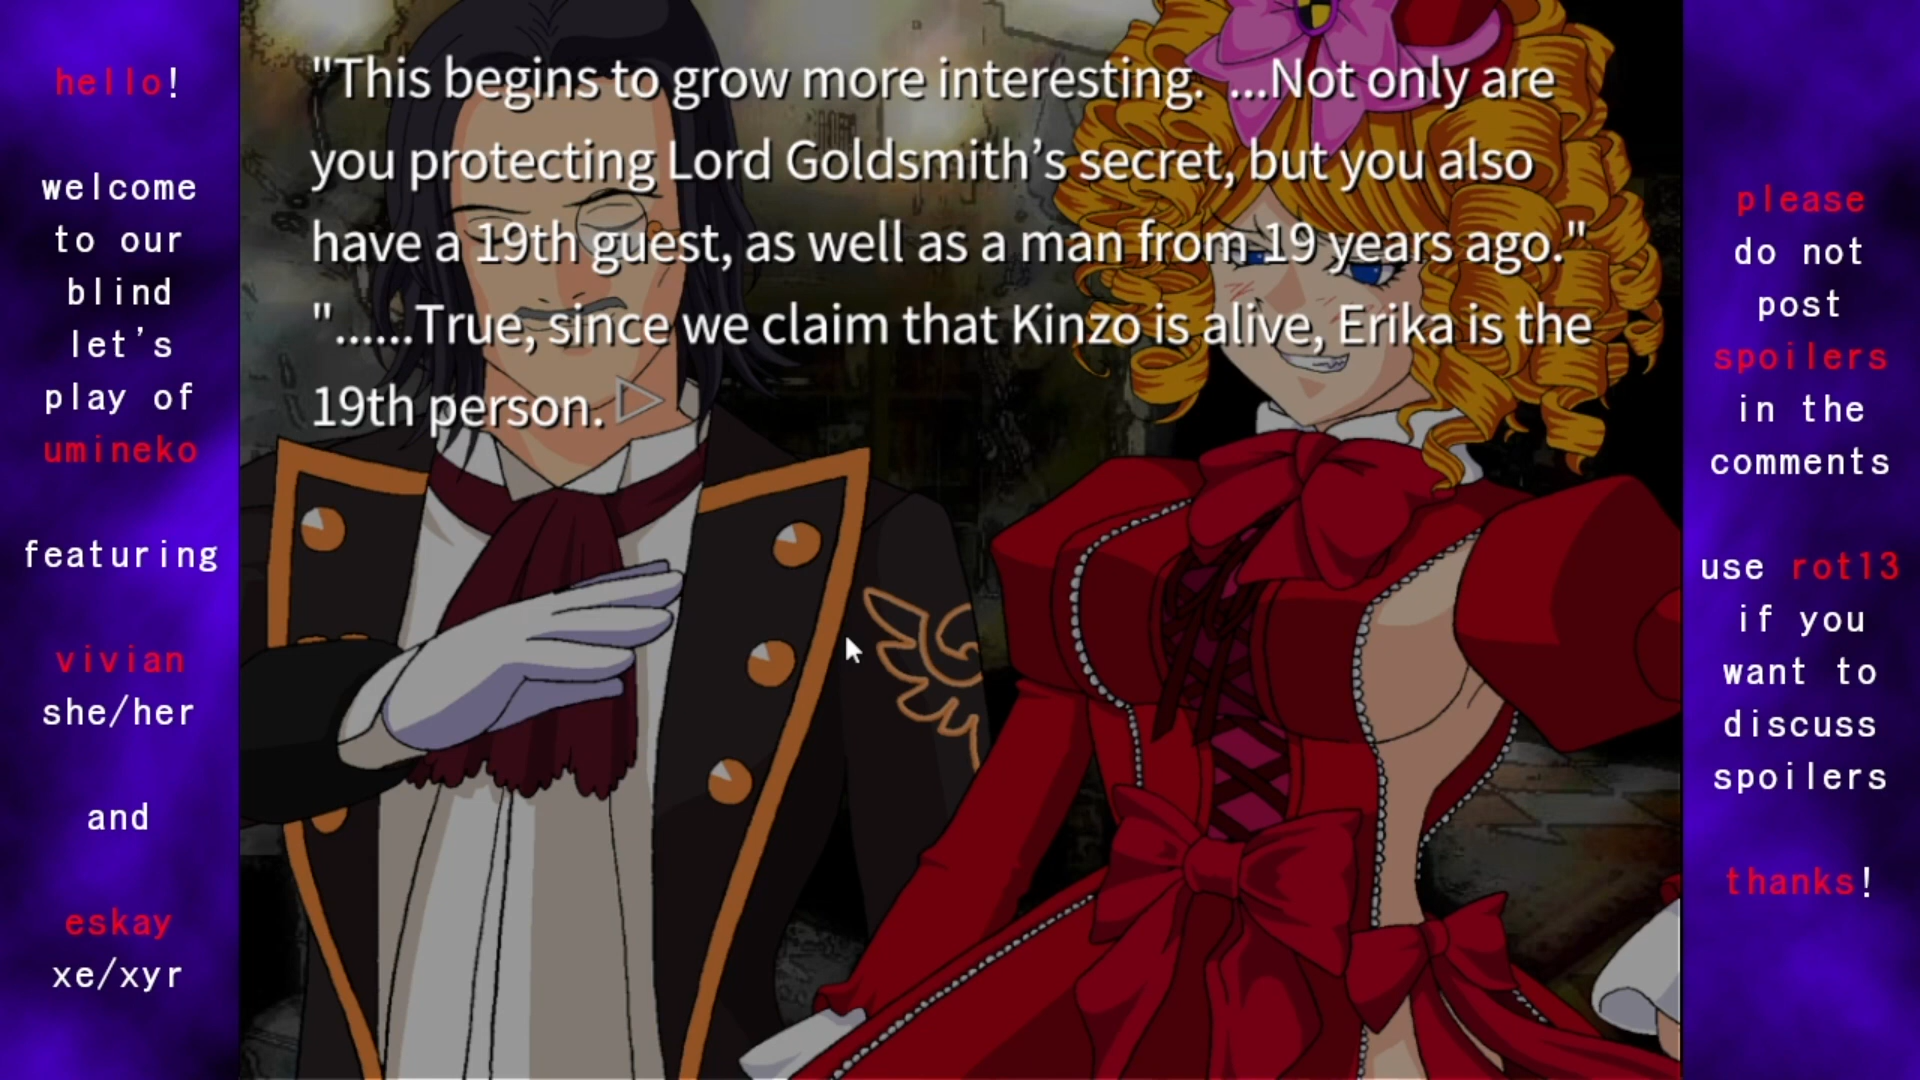 hello!
welcome
to our
blind
let's
play of
umineko
featuring
vivian
she/her
and
eskay
xe/xyr
"This begins to grow more interesting. ...Not only are
you protecting Lord Goldsmith’s secret, but you also
have a 19th guest, as well as a man from 19 years ago."
"......True, since we claim that Kinzo is alive, Erika is the
19th person.
please
do not
post
spoilers
in the
comments
use rot13
if you
want to
discuss
spoilers
thanks!